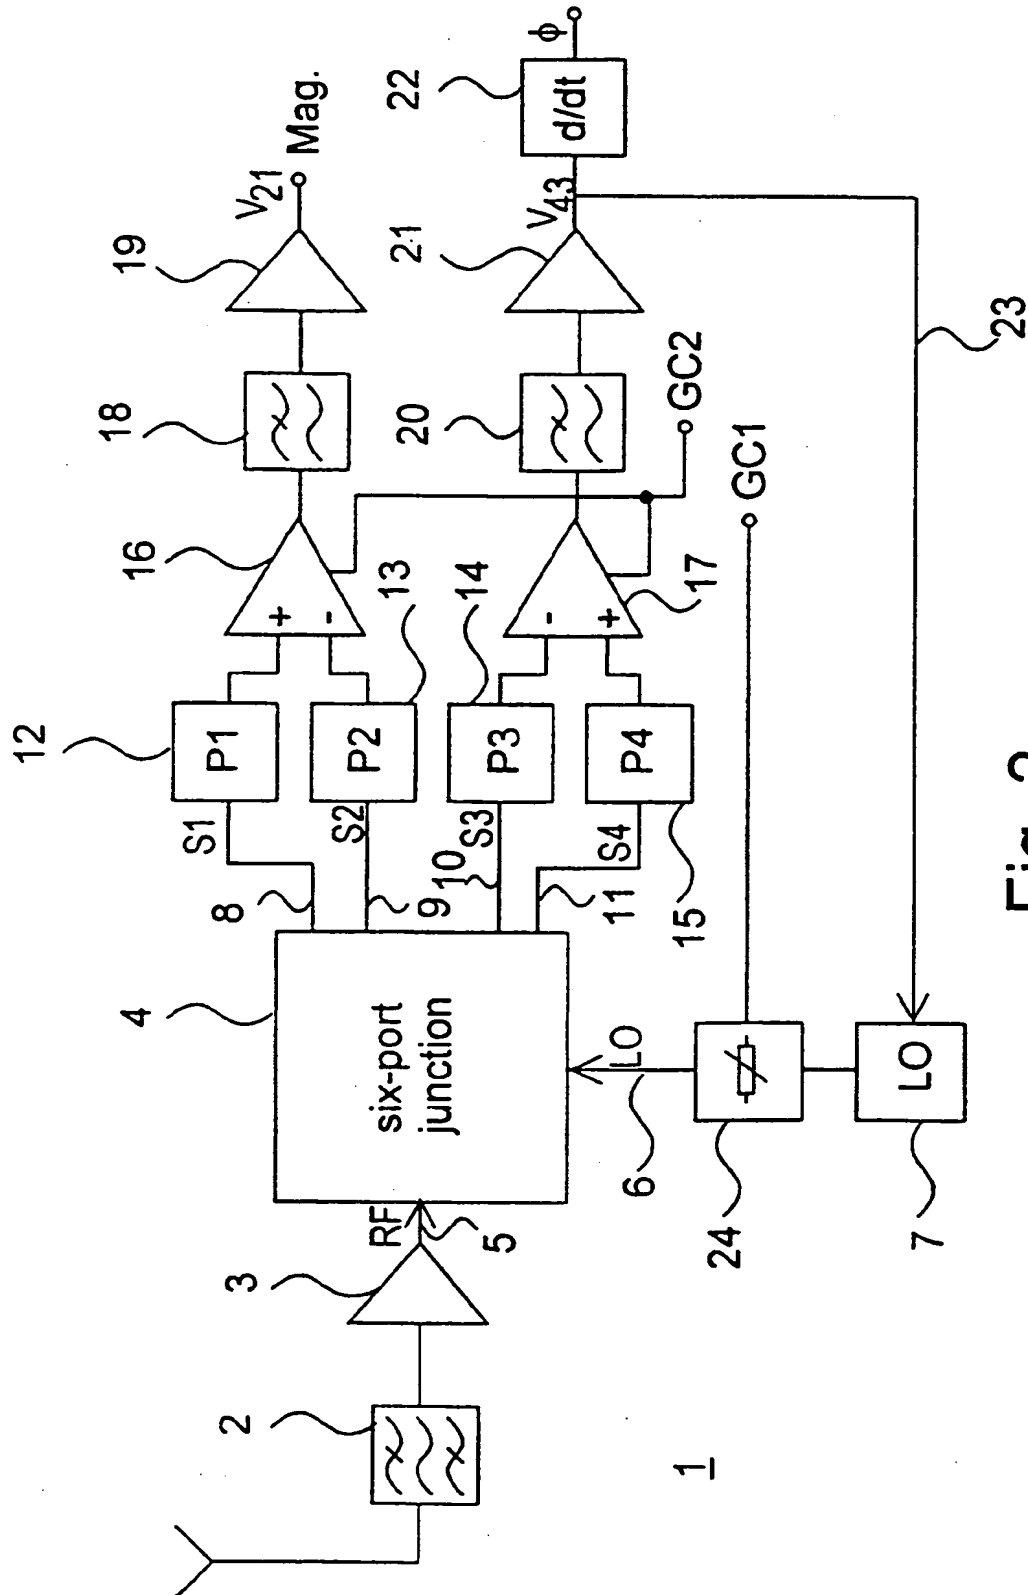 1
2
3
RF
5
4
six-port
junction
LO
6
24
7
LO
8
9
10
11
S1
S2
S3
S4
12
P1
P2
P3
P4
13
14
15
16
+
-
-
+
17
18
20
GC2
GC1
19
21
V21
Mag.
V43
22
d/dt
ϕ
23